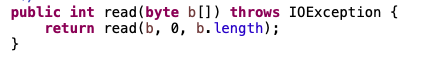 public int read(byte b[]) throws IOException {
    return read(b, 0, b.length);
}